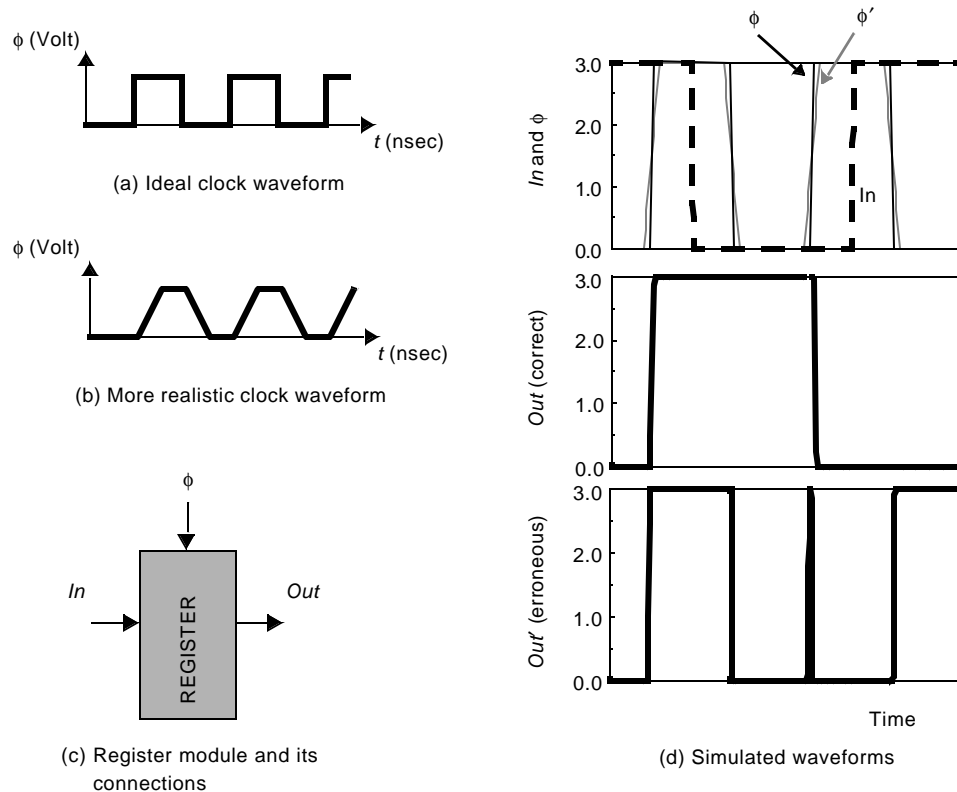 ϕ (Volt)
t (nsec)
(a) Ideal clock waveform
ϕ (Volt)
t (nsec)
(b) More realistic clock waveform
ϕ
In
REGISTER
Out
(c) Register module and its
connections
ϕ
ϕ′
3.0
2.0
1.0
0.0
In and ϕ
In
3.0
2.0
1.0
0.0
Out (correct)
3.0
2.0
1.0
0.0
Out′ (erroneous)
Time
(d) Simulated waveforms